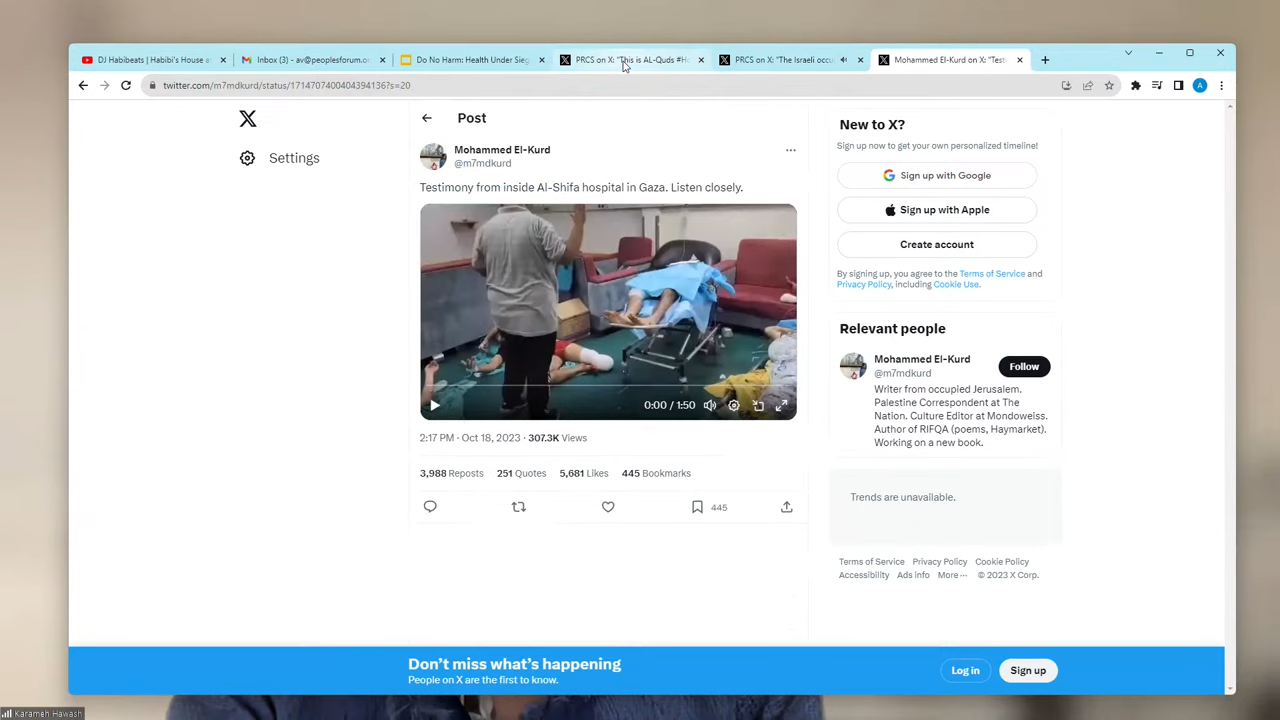 DJ Habibeats | Habibi's House a
Inbox (3) - av@peoplesforum.or
Do No Harm: Health Under Sieg
PRCS on X: "This is AL-Quds #Ho
PRCS on X: "The Israeli occu
Mohammed El-Kurd on X: "Testi
twitter.com/m7mdkurd/status/1714707400404394136?s=20
A
X
Settings
Post
Mohammed El-Kurd
@m7mdkurd
Testimony from inside Al-Shifa hospital in Gaza. Listen closely.
0:00 / 1:50
2:17 PM · Oct 18, 2023 · 307.3K Views
3,988 Reposts 251 Quotes 5,681 Likes 445 Bookmarks
445
New to X?
Sign up now to get your own personalized timeline!
Sign up with Google
Sign up with Apple
Create account
By signing up, you agree to the Terms of Service and
Privacy Policy, including Cookie Use.
Relevant people
Mohammed El-Kurd
@m7mdkurd
Follow
Writer from occupied Jerusalem.
Palestine Correspondent at The
Nation. Culture Editor at Mondoweiss.
Author of RIFQA (poems, Haymarket).
Working on a new book.
Trends are unavailable.
Terms of Service Privacy Policy Cookie Policy
Accessibility Ads info More ··· © 2023 X Corp.
Don't miss what's happening
People on X are the first to know.
Log in
Sign up
Karameh Hawash